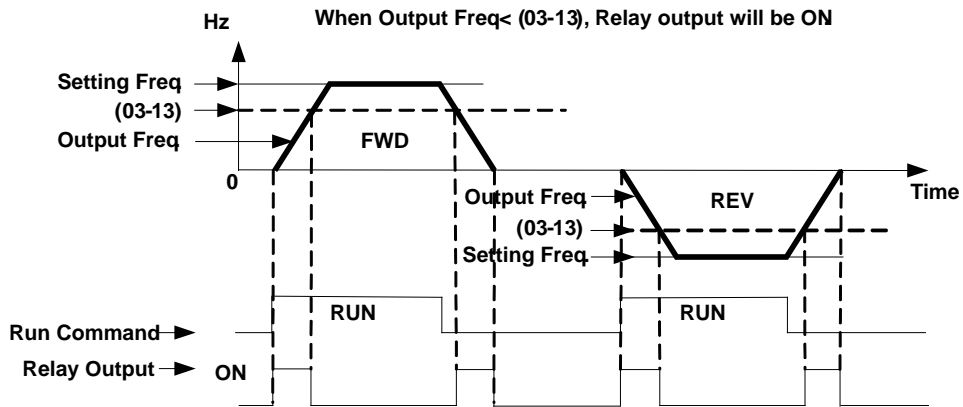 When Output Freq< (03-13), Relay output will be ON
Hz
Setting Freq
(03-13)
Output Freq
FWD
0
Time
Output Freq
REV
(03-13)
Setting Freq
RUN
RUN
Run Command
Relay Output
ON